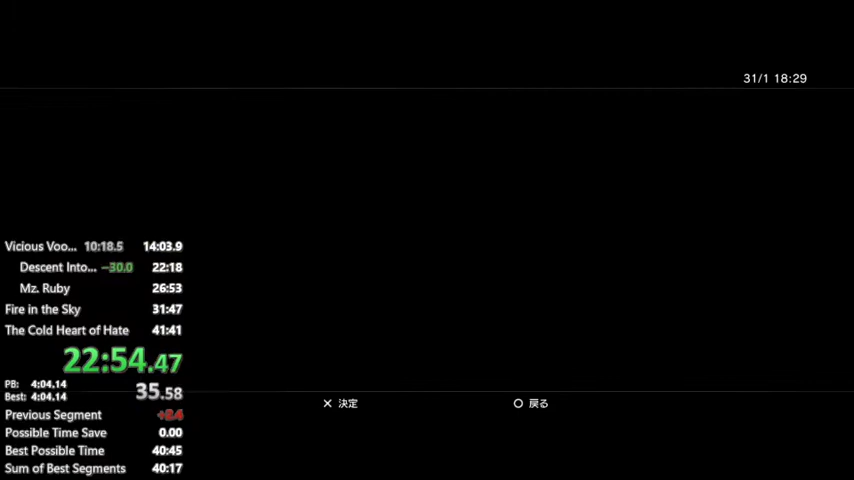 31/1 18:29
Vicious Voo... 10:18.5 14:03.9
Descent Into... −30.0 22:18
Mz. Ruby 26:53
Fire in the Sky 31:47
The Cold Heart of Hate 41:41
22:54.47
PB: 4:04.14
Best: 4:04.14
35.58
× 決定 ○ 戻る
Previous Segment +8.4
Possible Time Save 0.00
Best Possible Time 40:45
Sum of Best Segments 40:17